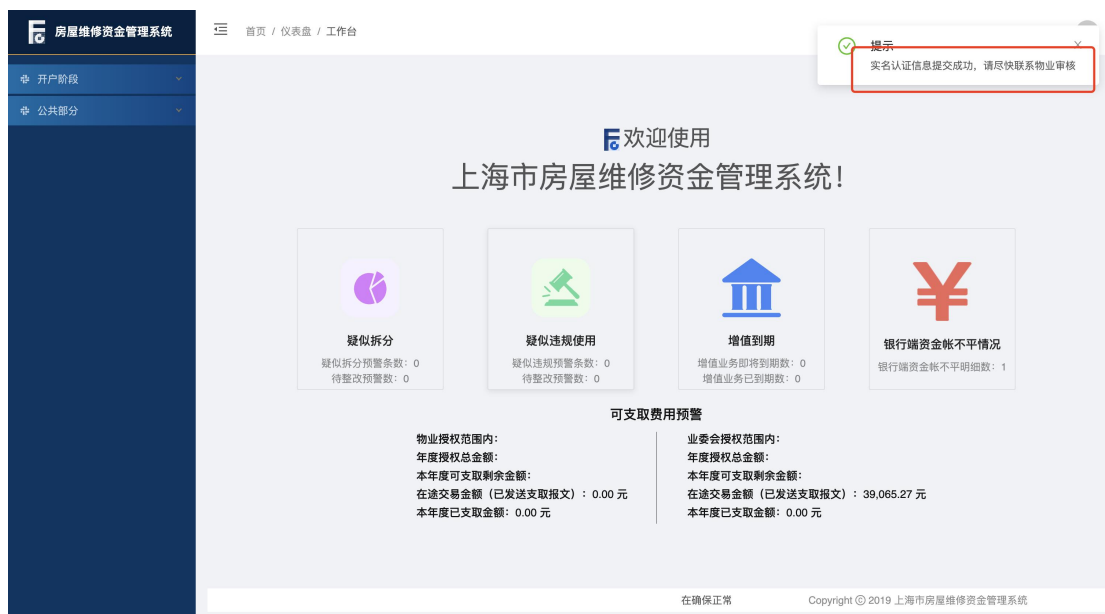 房屋维修资金管理系统
首页 / 仪表盘 / 工作台
提示
实名认证信息提交成功，请尽快联系物业审核
开户阶段
公共部分
欢迎使用
上海市房屋维修资金管理系统!
疑似拆分
疑似拆分预警条数：0
待整改预警数：0
疑似违规使用
疑似违规预警条数：0
待整改预警数：0
增值到期
增值业务即将到期数：0
增值业务已到期数：0
银行端资金帐不平情况
银行端资金帐不平明细数：1
可支取费用预警
物业授权范围内：
年度授权总金额：
本年度可支取剩余金额：
在途交易金额（已发送支取报文）：0.00 元
本年度已支取金额：0.00 元
业委会授权范围内：
年度授权总金额：
本年度可支取剩余金额：
在途交易金额（已发送支取报文）：39,065.27 元
本年度已支取金额：0.00 元
在确保正常
Copyright © 2019 上海市房屋维修资金管理系统